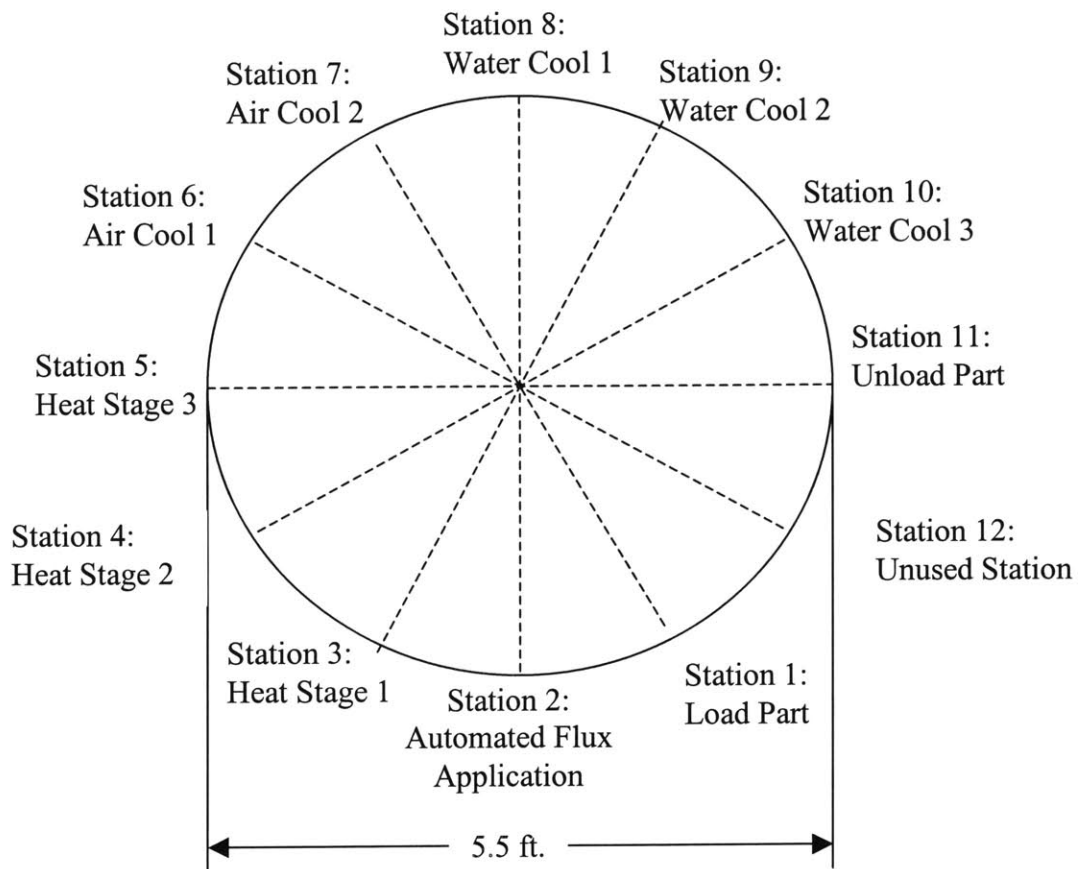 Station 8:
Water Cool 1
Station 7:
Air Cool 2
Station 9:
Water Cool 2
Station 6:
Air Cool 1
Station 10:
Water Cool 3
Station 5:
Heat Stage 3
Station 11:
Unload Part
Station 4:
Heat Stage 2
Station 12:
Unused Station
Station 3:
Heat Stage 1
Station 2:
Automated Flux
Application
Station 1:
Load Part
5.5 ft.